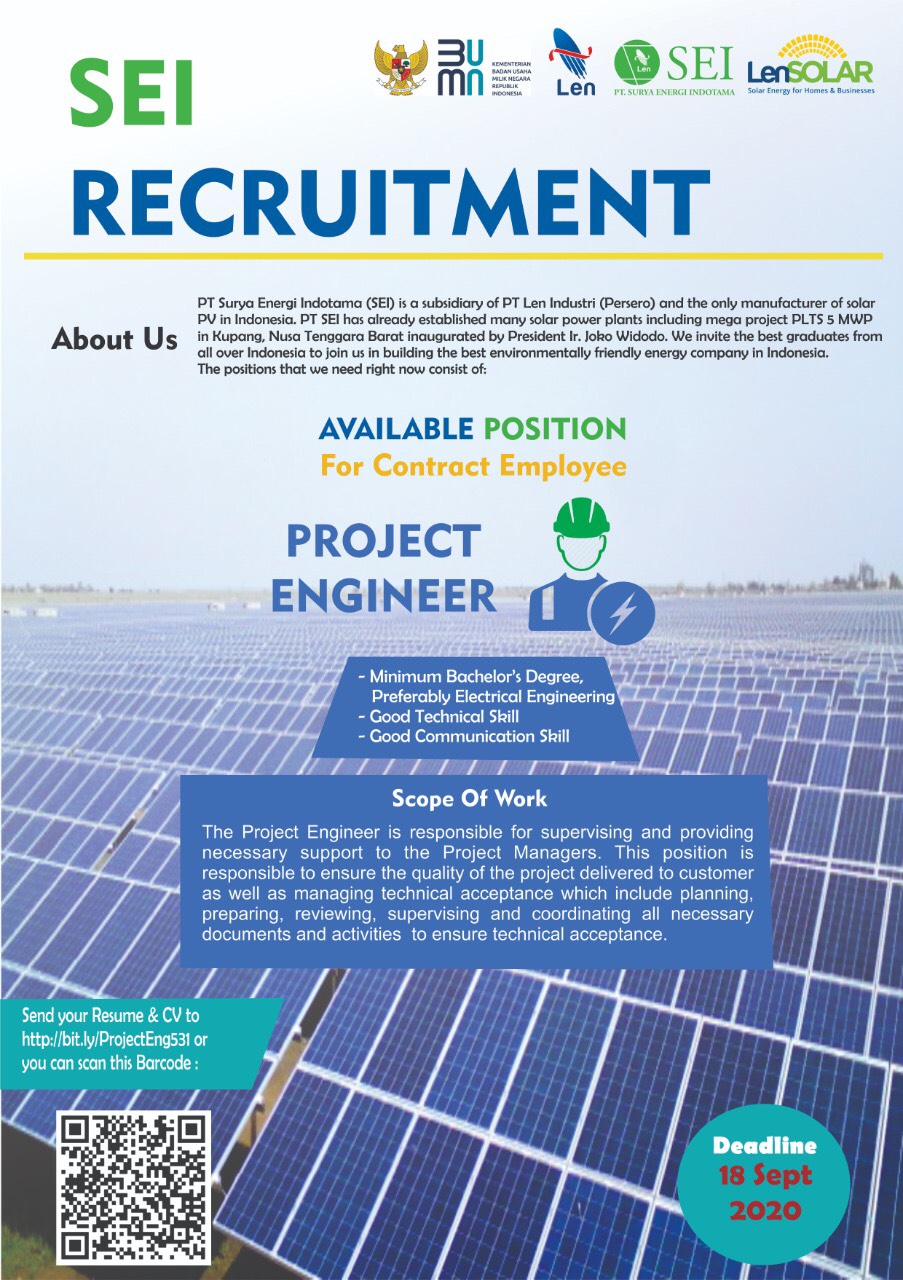 SEI
BUMN
KEMENTERIAN
BADAN USAHA
MILIK NEGARA
REPUBLIK
INDONESIA
Len
Len
SEI
PT. SURYA ENERGI INDOTAMA
LenSOLAR
Solar Energy for Homes & Businesses
RECRUITMENT
About Us
PT Surya Energi Indotama (SEI) is a subsidiary of PT Len Industri (Persero) and the only manufacturer of solar
PV in Indonesia. PT SEI has already established many solar power plants including mega project PLTS 5 MWP
in Kupang, Nusa Tenggara Barat inaugurated by President Ir. Joko Widodo. We invite the best graduates from
all over Indonesia to join us in building the best environmentally friendly energy company in Indonesia.
The positions that we need right now consist of:
AVAILABLE POSITION
For Contract Employee
PROJECT
ENGINEER
- Minimum Bachelor's Degree,
Preferably Electrical Engineering
- Good Technical Skill
- Good Communication Skill
Scope Of Work
The Project Engineer is responsible for supervising and providing
necessary support to the Project Managers. This position is
responsible to ensure the quality of the project delivered to customer
as well as managing technical acceptance which include planning,
preparing, reviewing, supervising and coordinating all necessary
documents and activities to ensure technical acceptance.
Send your Resume & CV to
http://bit.ly/ProjectEng531 or
you can scan this Barcode :
Deadline
18 Sept
2020